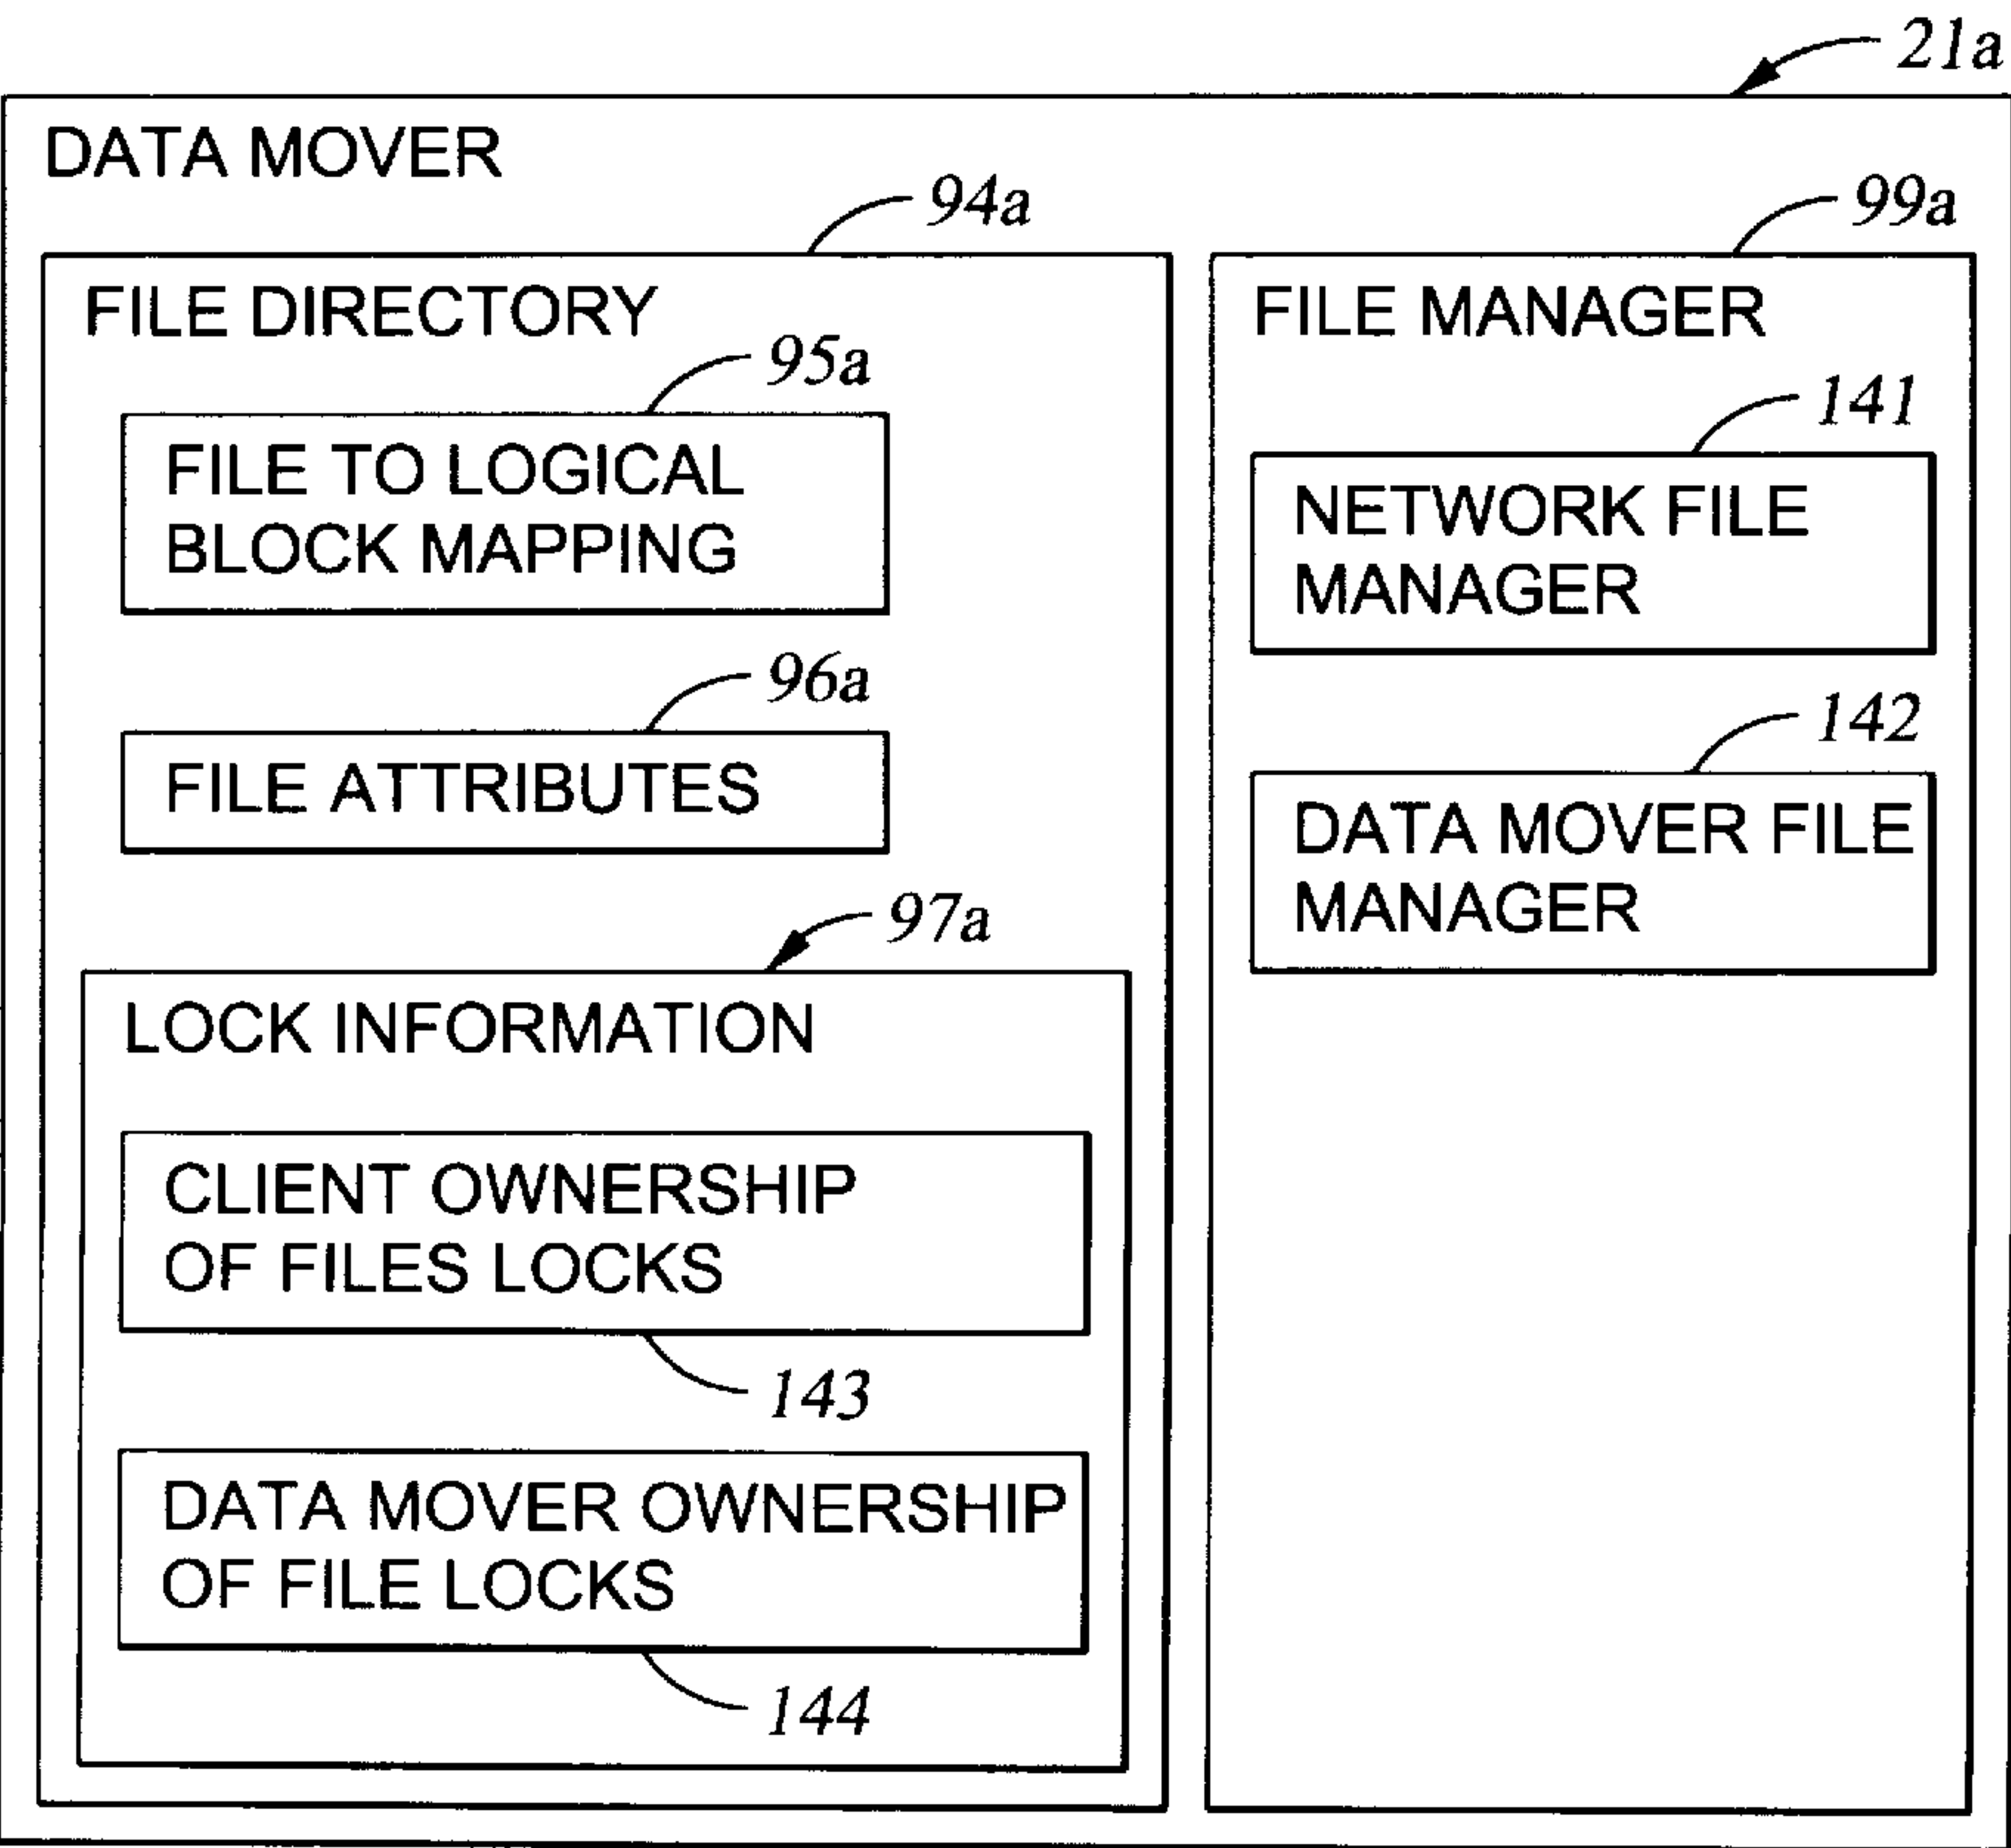 21a
DATA MOVER
94a
FILE DIRECTORY
95a
FILE TO LOGICAL
BLOCK MAPPING
96a
FILE ATTRIBUTES
97a
LOCK INFORMATION
CLIENT OWNERSHIP
OF FILES LOCKS
143
DATA MOVER OWNERSHIP
OF FILE LOCKS
144
99a
FILE MANAGER
141
NETWORK FILE
MANAGER
142
DATA MOVER FILE
MANAGER